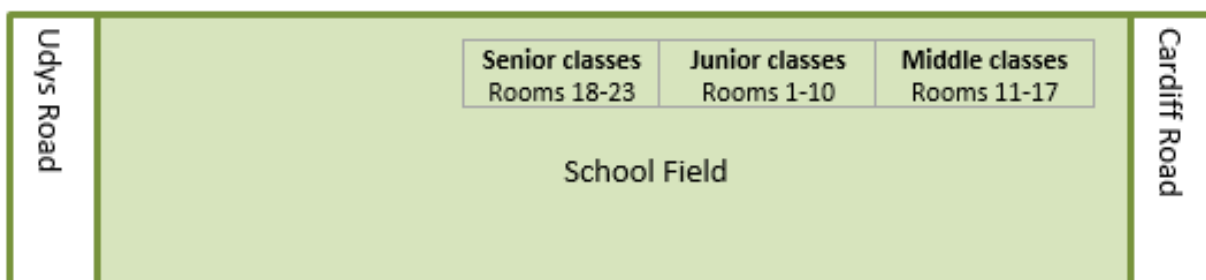 Udys Road
Senior classes
Rooms 18-23
Junior classes
Rooms 1-10
Middle classes
Rooms 11-17
School Field
Cardiff Road